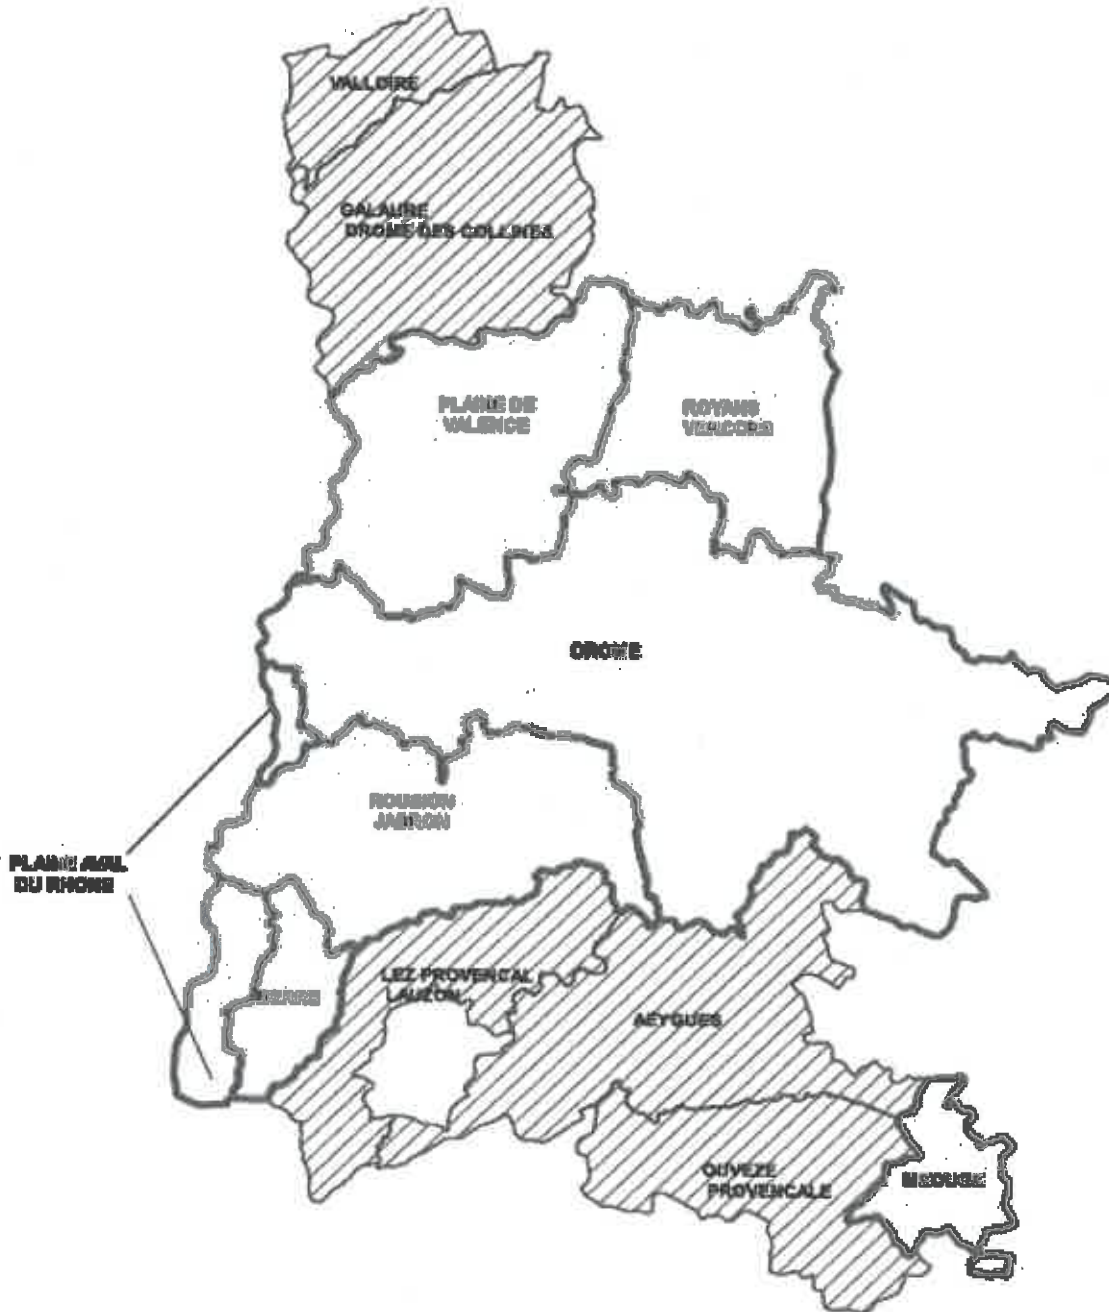 VALLOIRE
GALAURE
DROME DES COLLINES
PLAINE DE
VALENCE
ROYANS
VERCORS
DROME
ROUBION
JABRON
PLAINE AVAL
DU RHONE
BERRE
LEZ PROVENCAL
LAUZON
AEYGUES
OUVEZE
PROVENCALE
MEOUGE